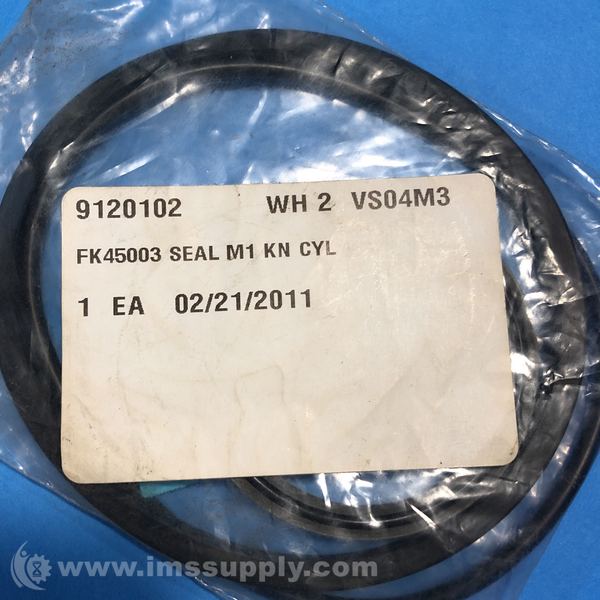 9120102 WH 2 VS04M3
FK45003 SEAL M1 KN CYL
1 EA 02/21/2011
www.imssupply.com